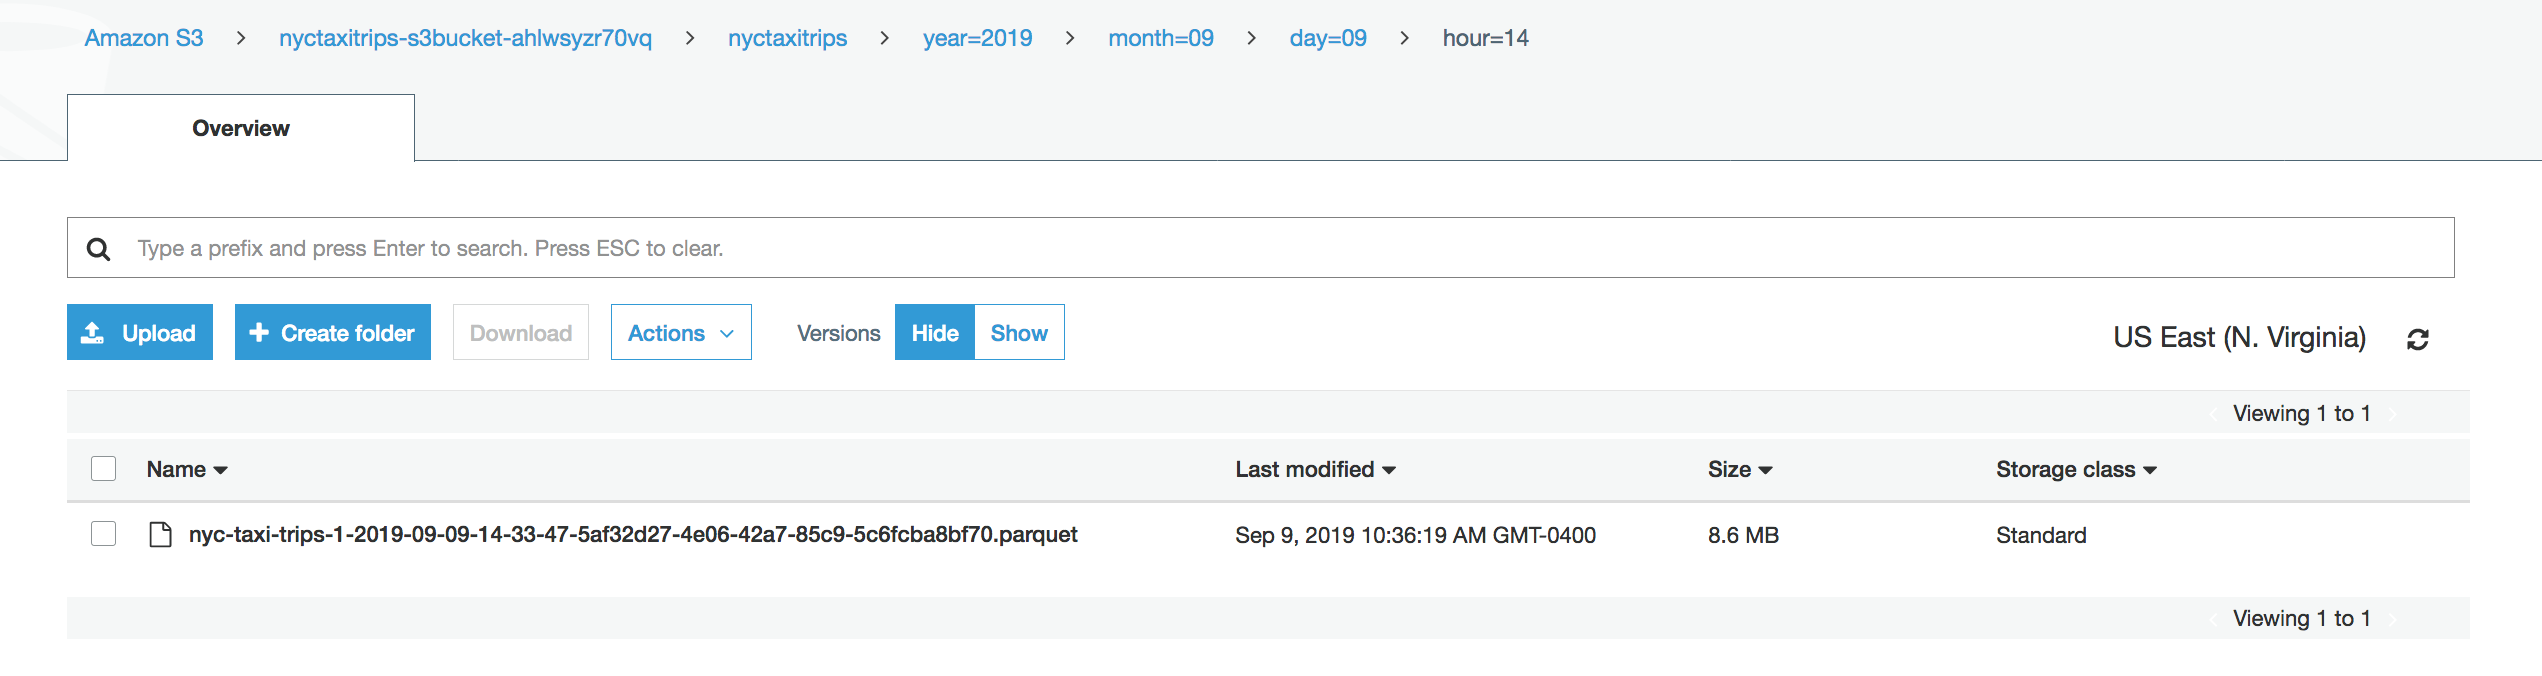 Amazon S3 > nyctaxitrips-s3bucket-ahlwsyzr70vq > nyctaxitrips > year=2019 > month=09 > day=09 > hour=14
Overview
Type a prefix and press Enter to search. Press ESC to clear.
Upload + Create folder Download Actions Versions Hide Show US East (N. Virginia)
Viewing 1 to 1
Name Last modified Size Storage class
nyc-taxi-trips-1-2019-09-09-14-33-47-5af32d27-4e06-42a7-85c9-5c6fcba8bf70.parquet Sep 9, 2019 10:36:19 AM GMT-0400 8.6 MB Standard
Viewing 1 to 1